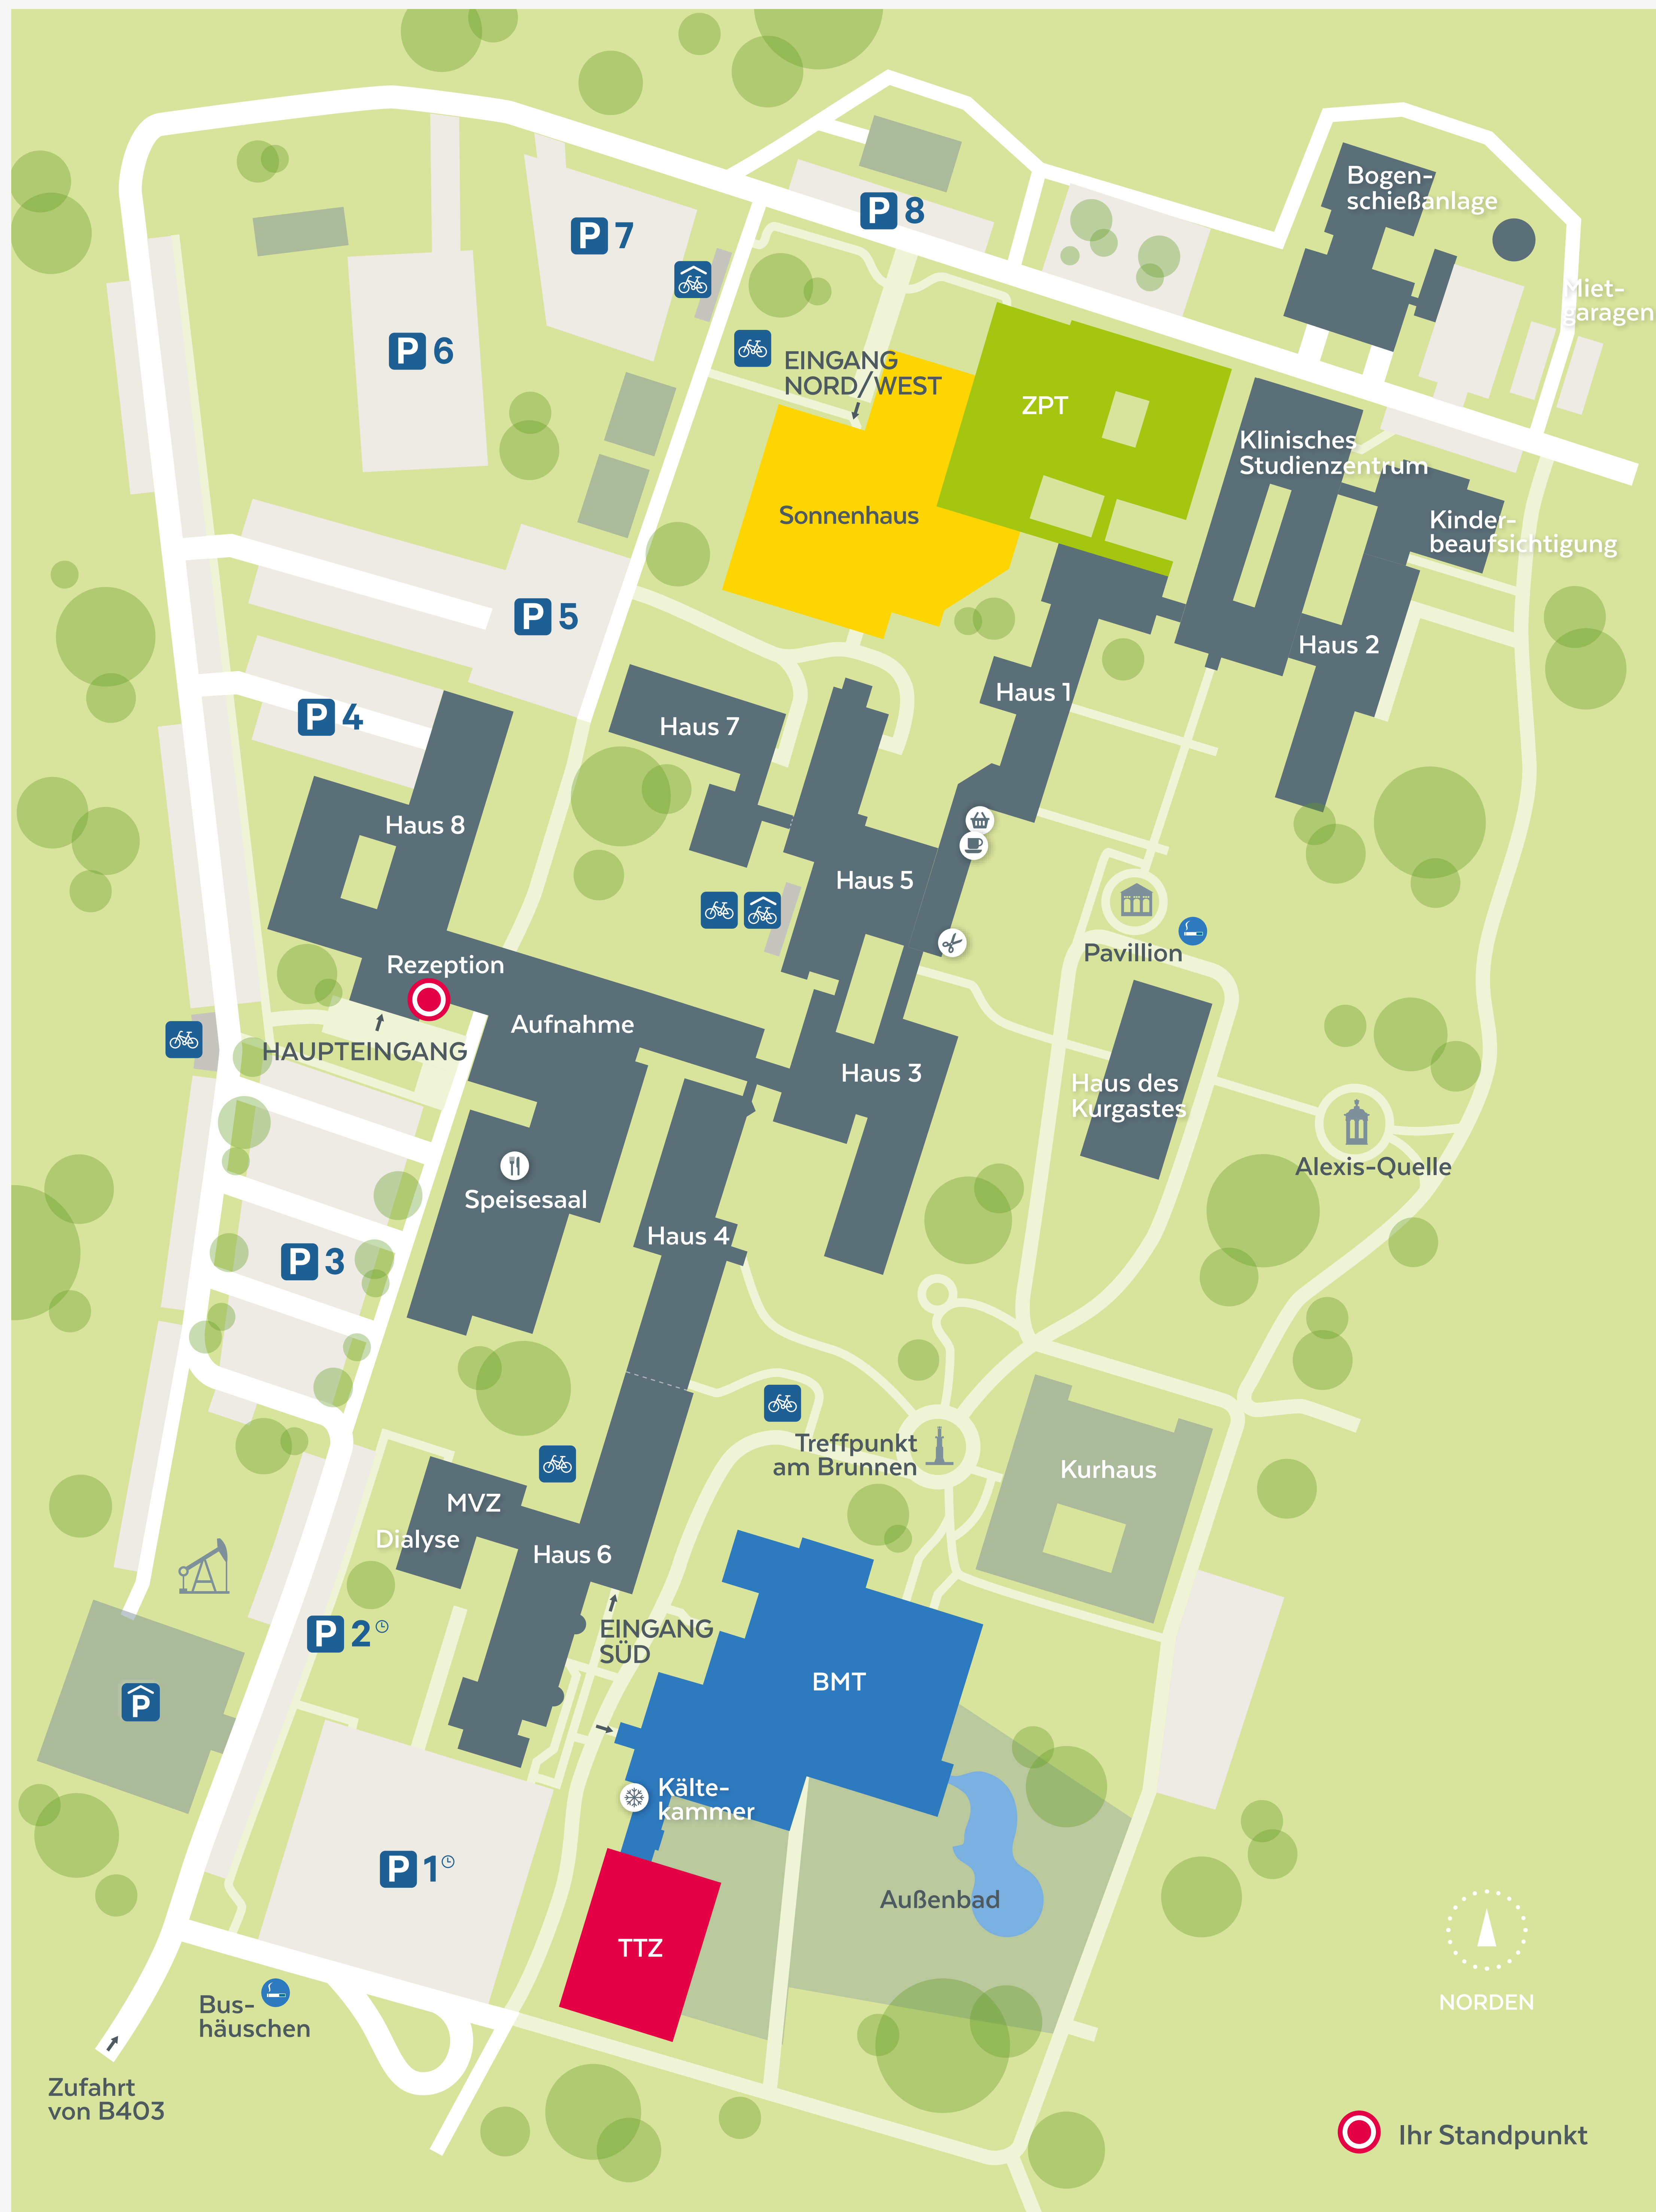 Bogen-
schießanlage
P 8
P 7
Miet-
garagen
P 6
EINGANG
NORD/WEST
ZPT
Klinisches
Studienzentrum
Sonnenhaus
Kinder-
beaufsichtigung
P 5
Haus 2
Haus 1
P 4
Haus 7
Haus 8
Haus 5
Pavillion
Rezeption
Aufnahme
HAUPTEINGANG
Haus 3
Haus des
Kurgastes
Alexis-Quelle
Speisesaal
Haus 4
P 3
Treffpunkt
am Brunnen
Kurhaus
MVZ
Dialyse
Haus 6
P 2
EINGANG
SÜD
BMT
P
Kälte-
kammer
P 1
Außenbad
TTZ
NORDEN
Bus-
häuschen
Zufahrt
von B403
Ihr Standpunkt